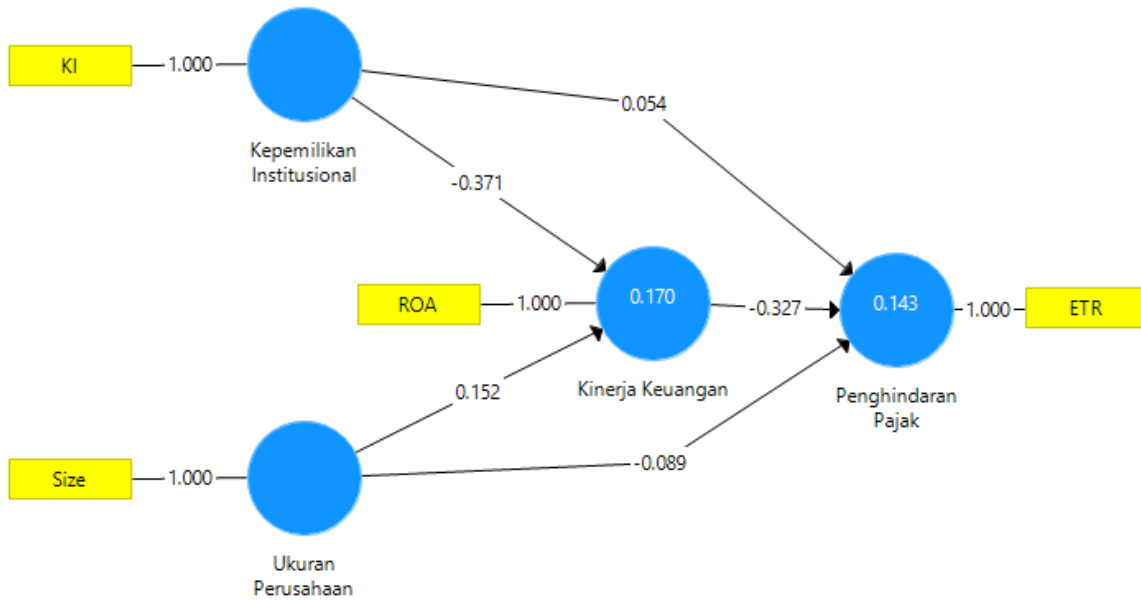 KI
1.000
0.054
Kepemilikan
Institusional
-0.371
ROA
1.000
0.170
-0.327
0.143
1.000
ETR
Kinerja Keuangan
Penghindaran
Pajak
0.152
-0.089
Size
1.000
Ukuran
Perusahaan